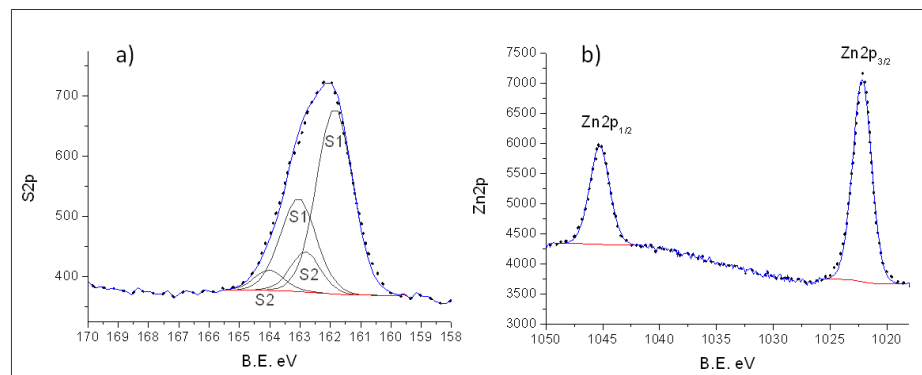 a)
S2p
700
600
500
400
S1
S1
S2
S2
170 169 168 167 166 165 164 163 162 161 160 159 158
B.E. eV
b)
Zn2p
7500
7000
6500
6000
5500
5000
4500
4000
3500
3000
Zn2p1/2
Zn2p3/2
1050 1045 1040 1035 1030 1025 1020
B.E. eV